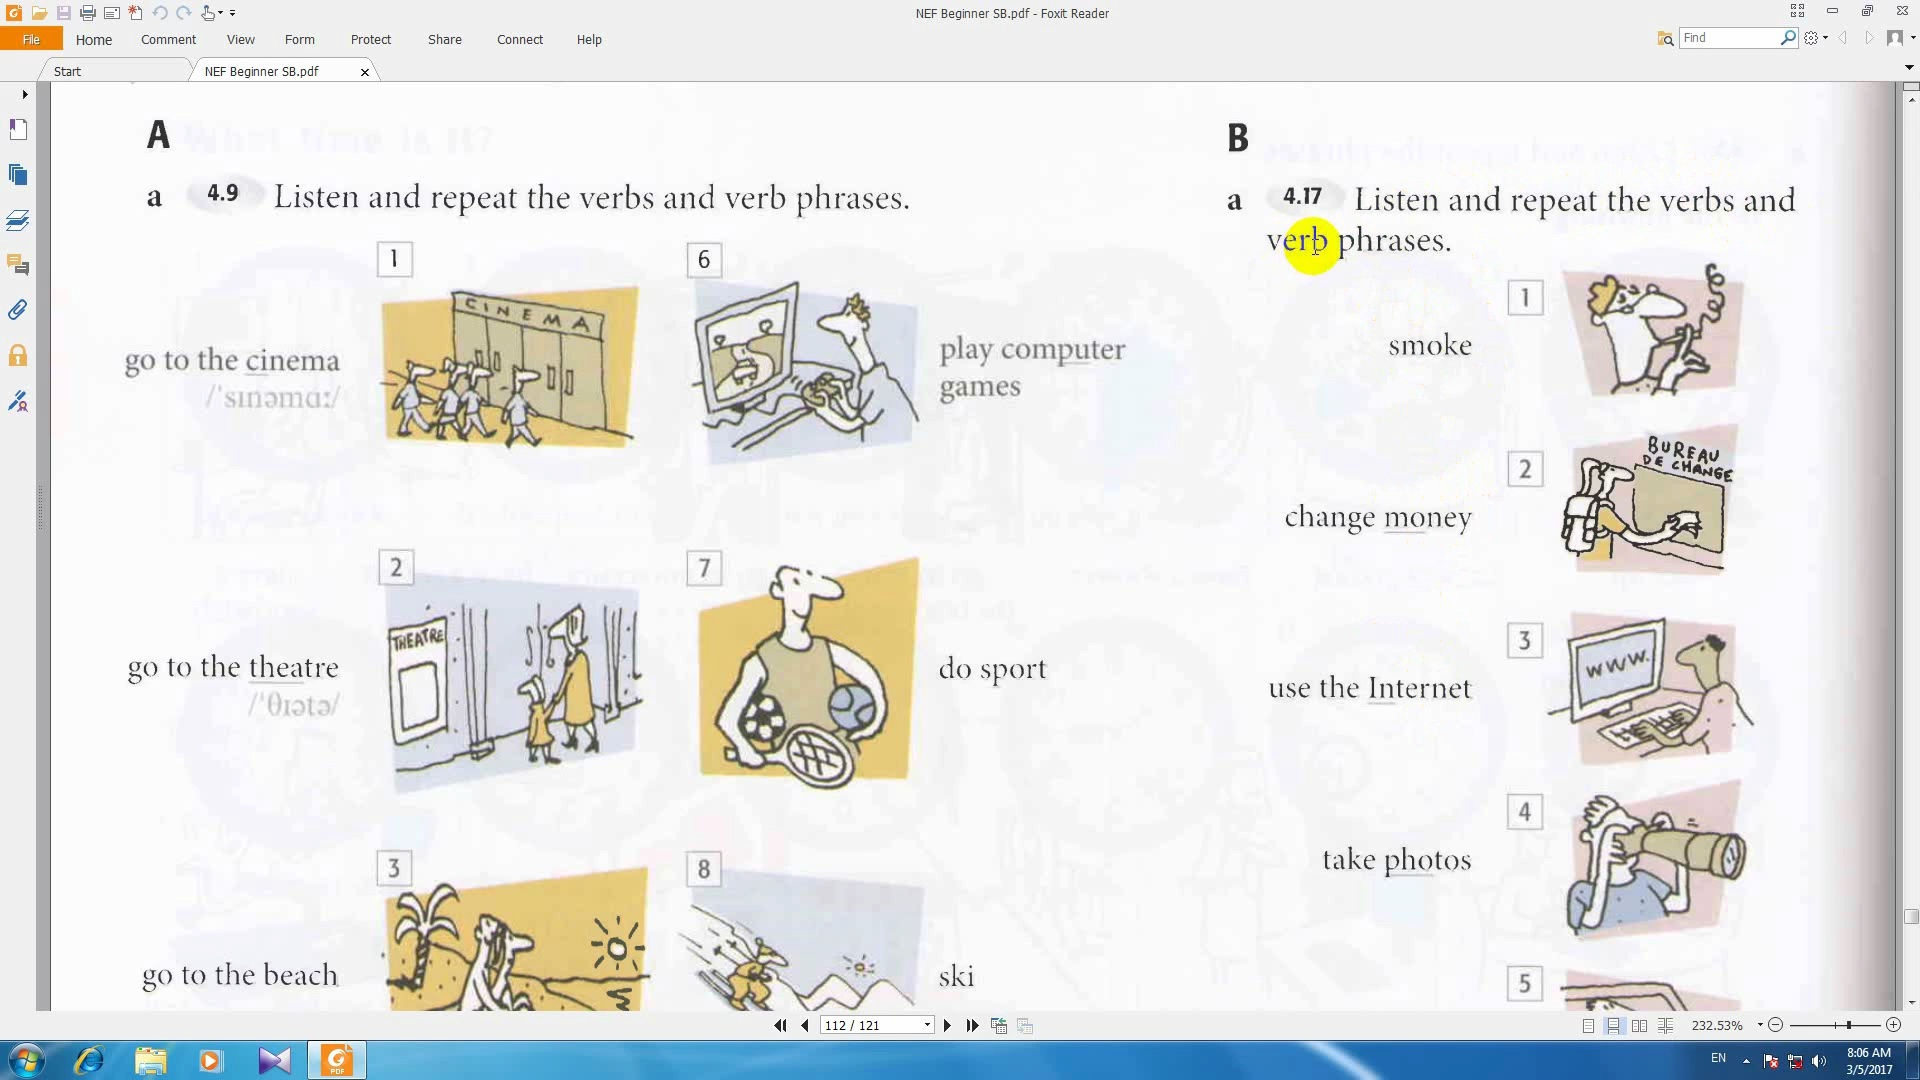 NEF Beginner SB.pdf - Foxit Reader
File Home Comment View Form Protect Share Connect Help
Find
Start
NEF Beginner SB.pdf
A
a 4.9 Listen and repeat the verbs and verb phrases.
1
CINEMA
go to the cinema
/ˈsɪnəmɑː/
2
THEATRE
go to the theatre
/ˈθɪətə/
3
go to the beach
6
play computer
games
7
do sport
8
ski
B
a 4.17 Listen and repeat the verbs and
verb phrases.
1
smoke
2
BUREAU
DE CHANGE
change money
3
WWW.
use the Internet
4
take photos
5
112 / 121
232.53%
PDF
EN
8:06 AM
3/5/2017